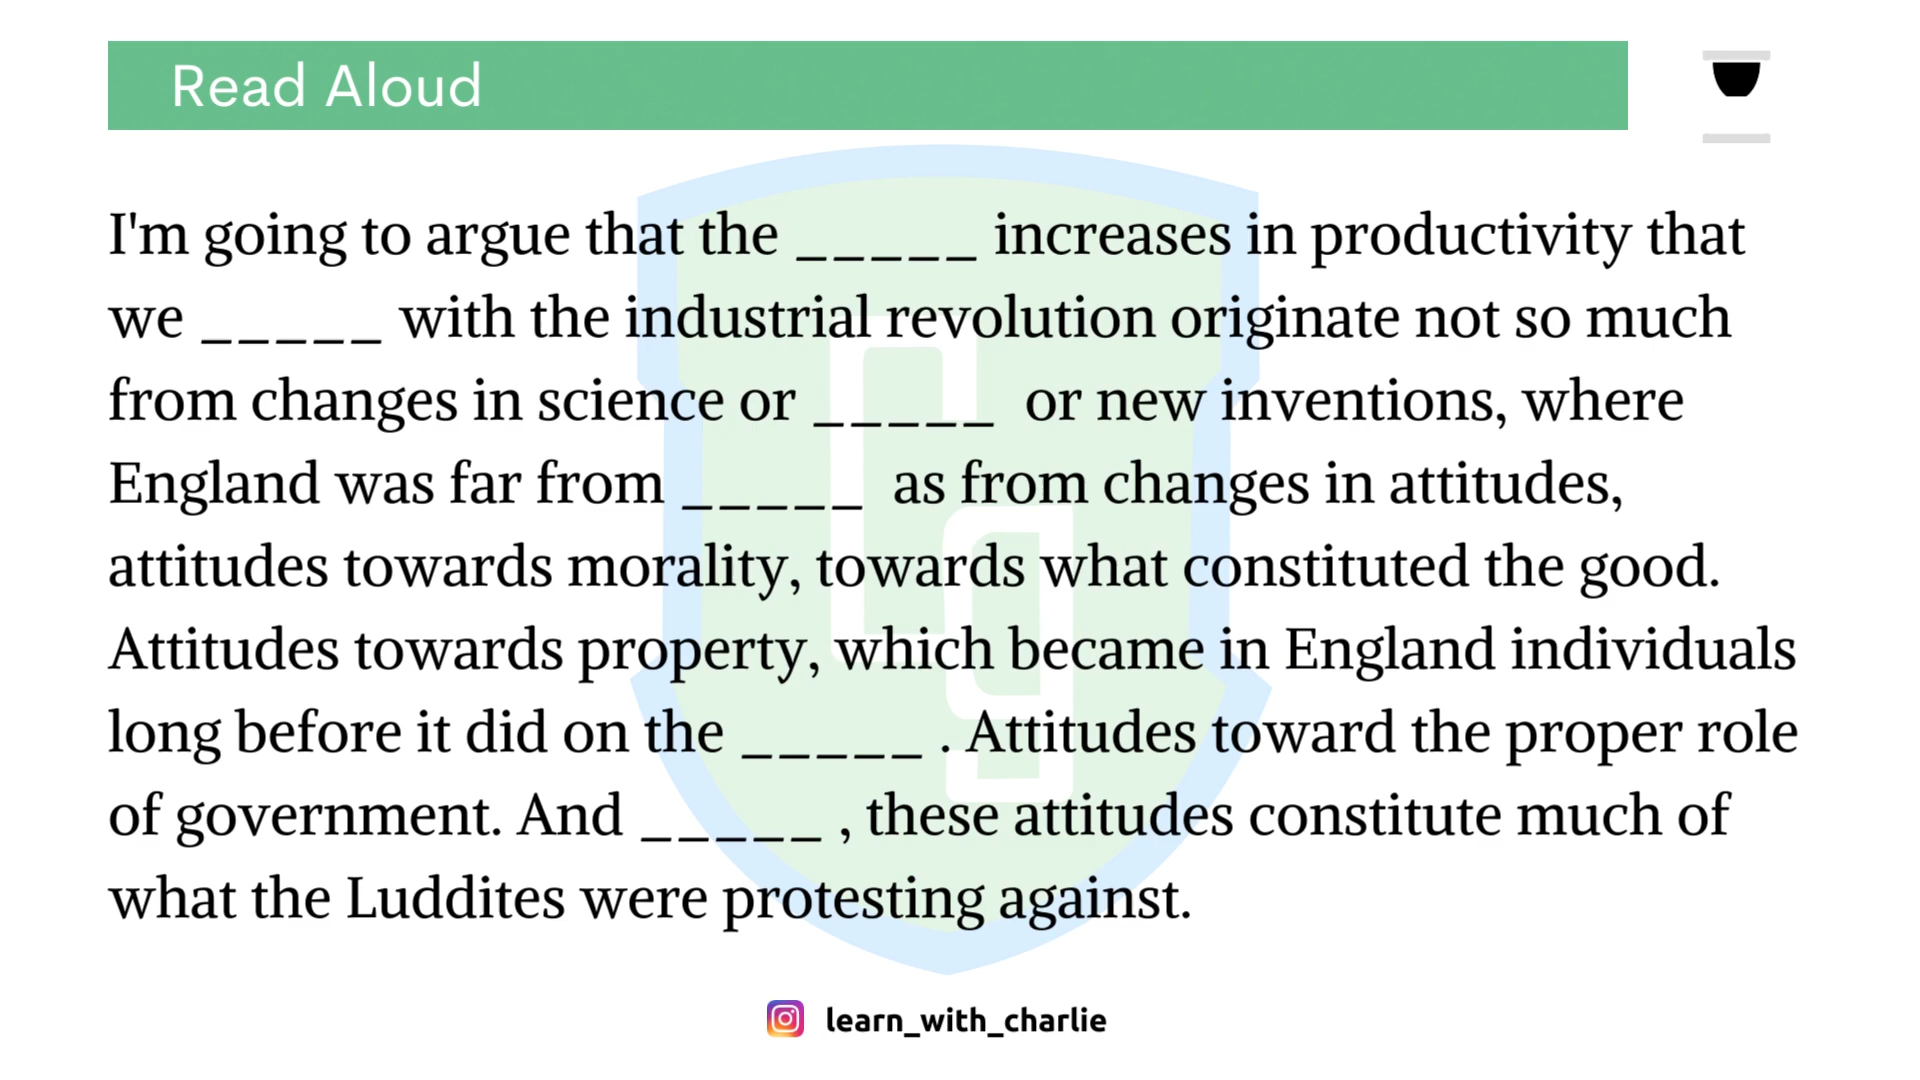 Read Aloud
I'm going to argue that the _____ increases in productivity that
we _____ with the industrial revolution originate not so much
from changes in science or _____ or new inventions, where
England was far from _____ as from changes in attitudes,
attitudes towards morality, towards what constituted the good.
Attitudes towards property, which became in England individuals
long before it did on the _____ . Attitudes toward the proper role
of government. And _____ , these attitudes constitute much of
what the Luddites were protesting against.
learn_with_charlie